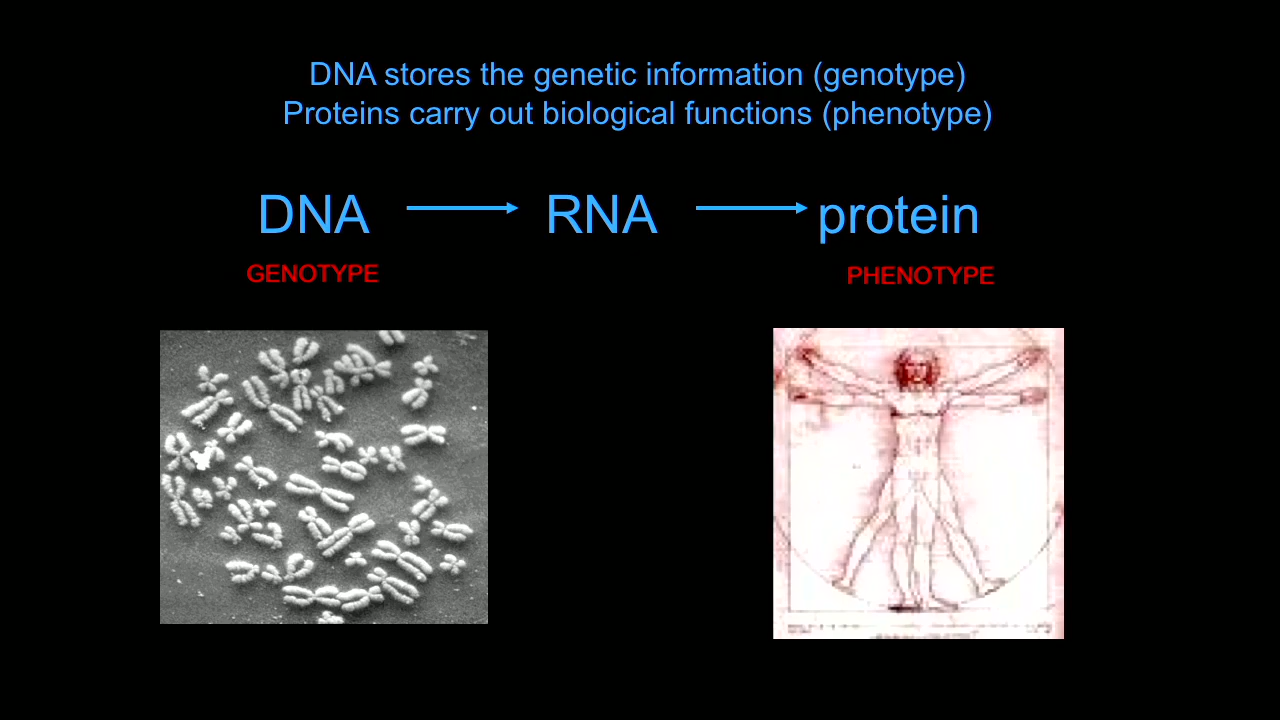 DNA stores the genetic information (genotype)
Proteins carry out biological functions (phenotype)
DNA RNA protein
GENOTYPE PHENOTYPE